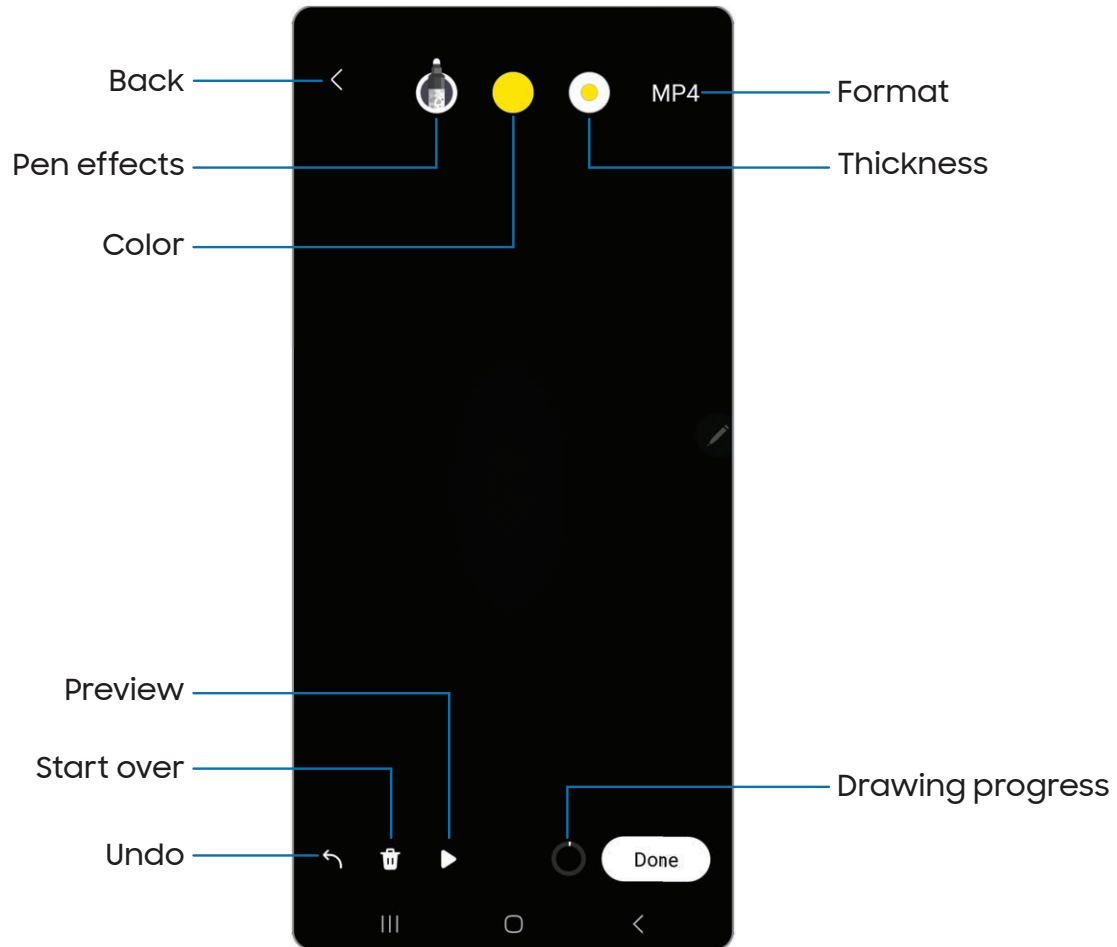 Back
MP4
Format
Pen effects
Thickness
Color
Preview
Start over
Drawing progress
Undo
Done